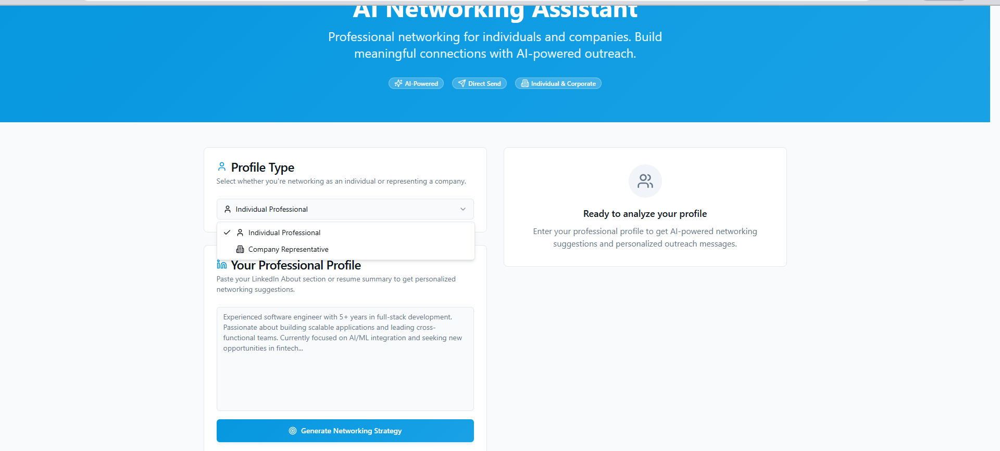 AI Networking Assistant
Professional networking for individuals and companies. Build
meaningful connections with AI-powered outreach.
AI-Powered
Direct Send
Individual & Corporate
Profile Type
Select whether you're networking as an individual or representing a company.
Individual Professional
Individual Professional
Company Representative
Your Professional Profile
Paste your LinkedIn About section or resume summary to get personalized
networking suggestions.
Experienced software engineer with 5+ years in full-stack development.
Passionate about building scalable applications and leading cross-
functional teams. Currently focused on AI/ML integration and seeking new
opportunities in fintech...
Generate Networking Strategy
Ready to analyze your profile
Enter your professional profile to get AI-powered networking
suggestions and personalized outreach messages.